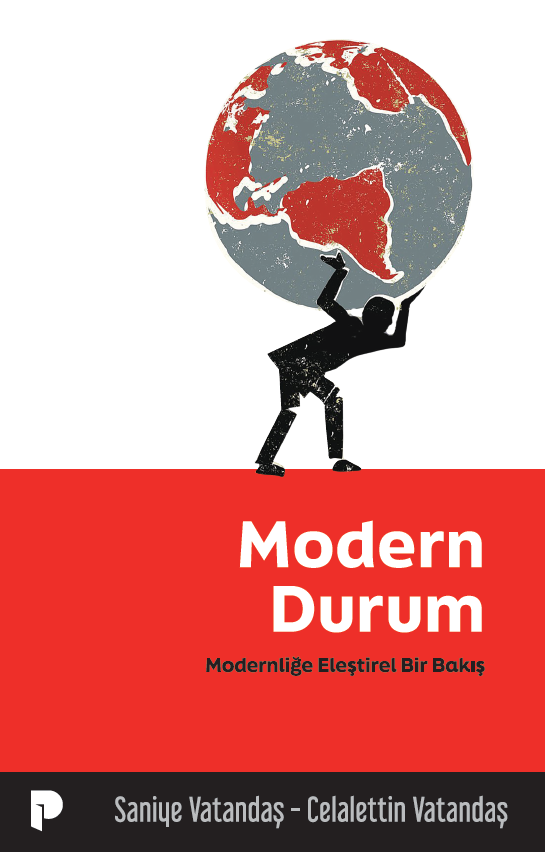 Modern
Durum
Modernliğe Eleştirel Bir Bakış
Saniye Vatandaş - Celalettin Vatandaş